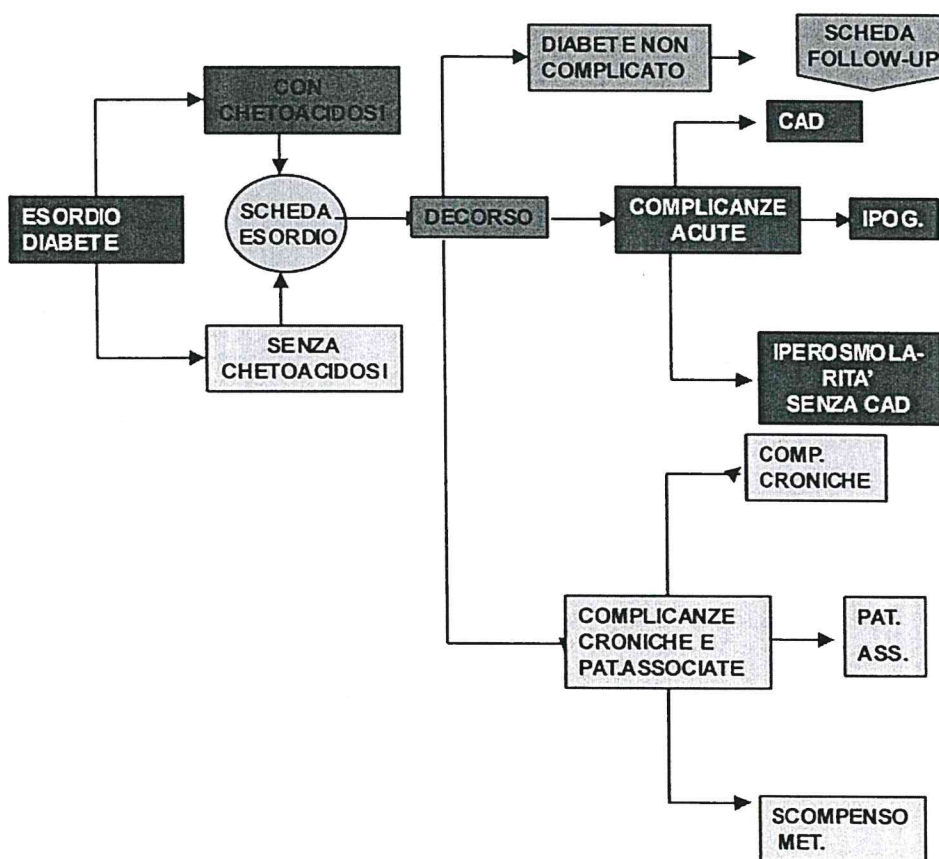 CON
CHETOACIDOSI
ESORDIO
DIABETE
SCHEDA
ESORDIO
SENZA
CHETOACIDOSI
DECORSO
DIABETE NON
COMPLICATO
SCHEDA
FOLLOW-UP
CAD
COMPLICANZE
ACUTE
IPOG.
IPEROSMOLA-
RITA'
SENZA CAD
COMP.
CRONICHE
COMPLICANZE
CRONICHE E
PAT.ASSOCIATE
PAT.
ASS.
SCOMPENSO
MET.